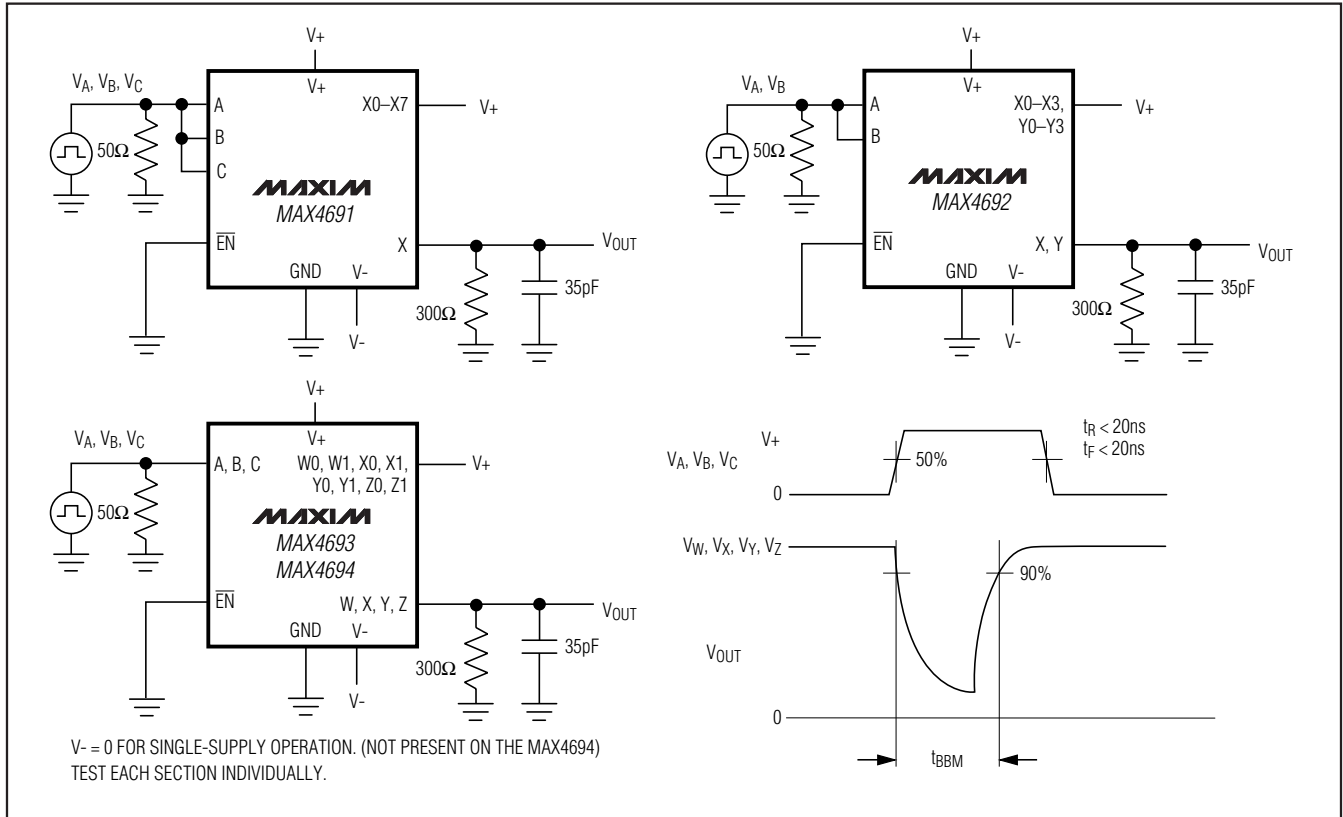 V+
VA, VB, VC
V+
A
X0–X7
V+
B
50Ω
C
MAXIM
MAX4691
EN
X
VOUT
GND
V-
35pF
300Ω
V-
V+
VA, VB
V+
A
X0–X3,
Y0–Y3
V+
B
50Ω
MAXIM
MAX4692
EN
X, Y
VOUT
GND
V-
35pF
300Ω
V-
V+
VA, VB, VC
V+
A, B, C
W0, W1, X0, X1,
Y0, Y1, Z0, Z1
V+
50Ω
MAXIM
MAX4693
MAX4694
EN
W, X, Y, Z
VOUT
GND
V-
35pF
300Ω
V-
V+
VA, VB, VC
50%
tR < 20ns
tF < 20ns
0
VW, VX, VY, VZ
90%
VOUT
0
tBBM
V- = 0 FOR SINGLE-SUPPLY OPERATION. (NOT PRESENT ON THE MAX4694)
TEST EACH SECTION INDIVIDUALLY.